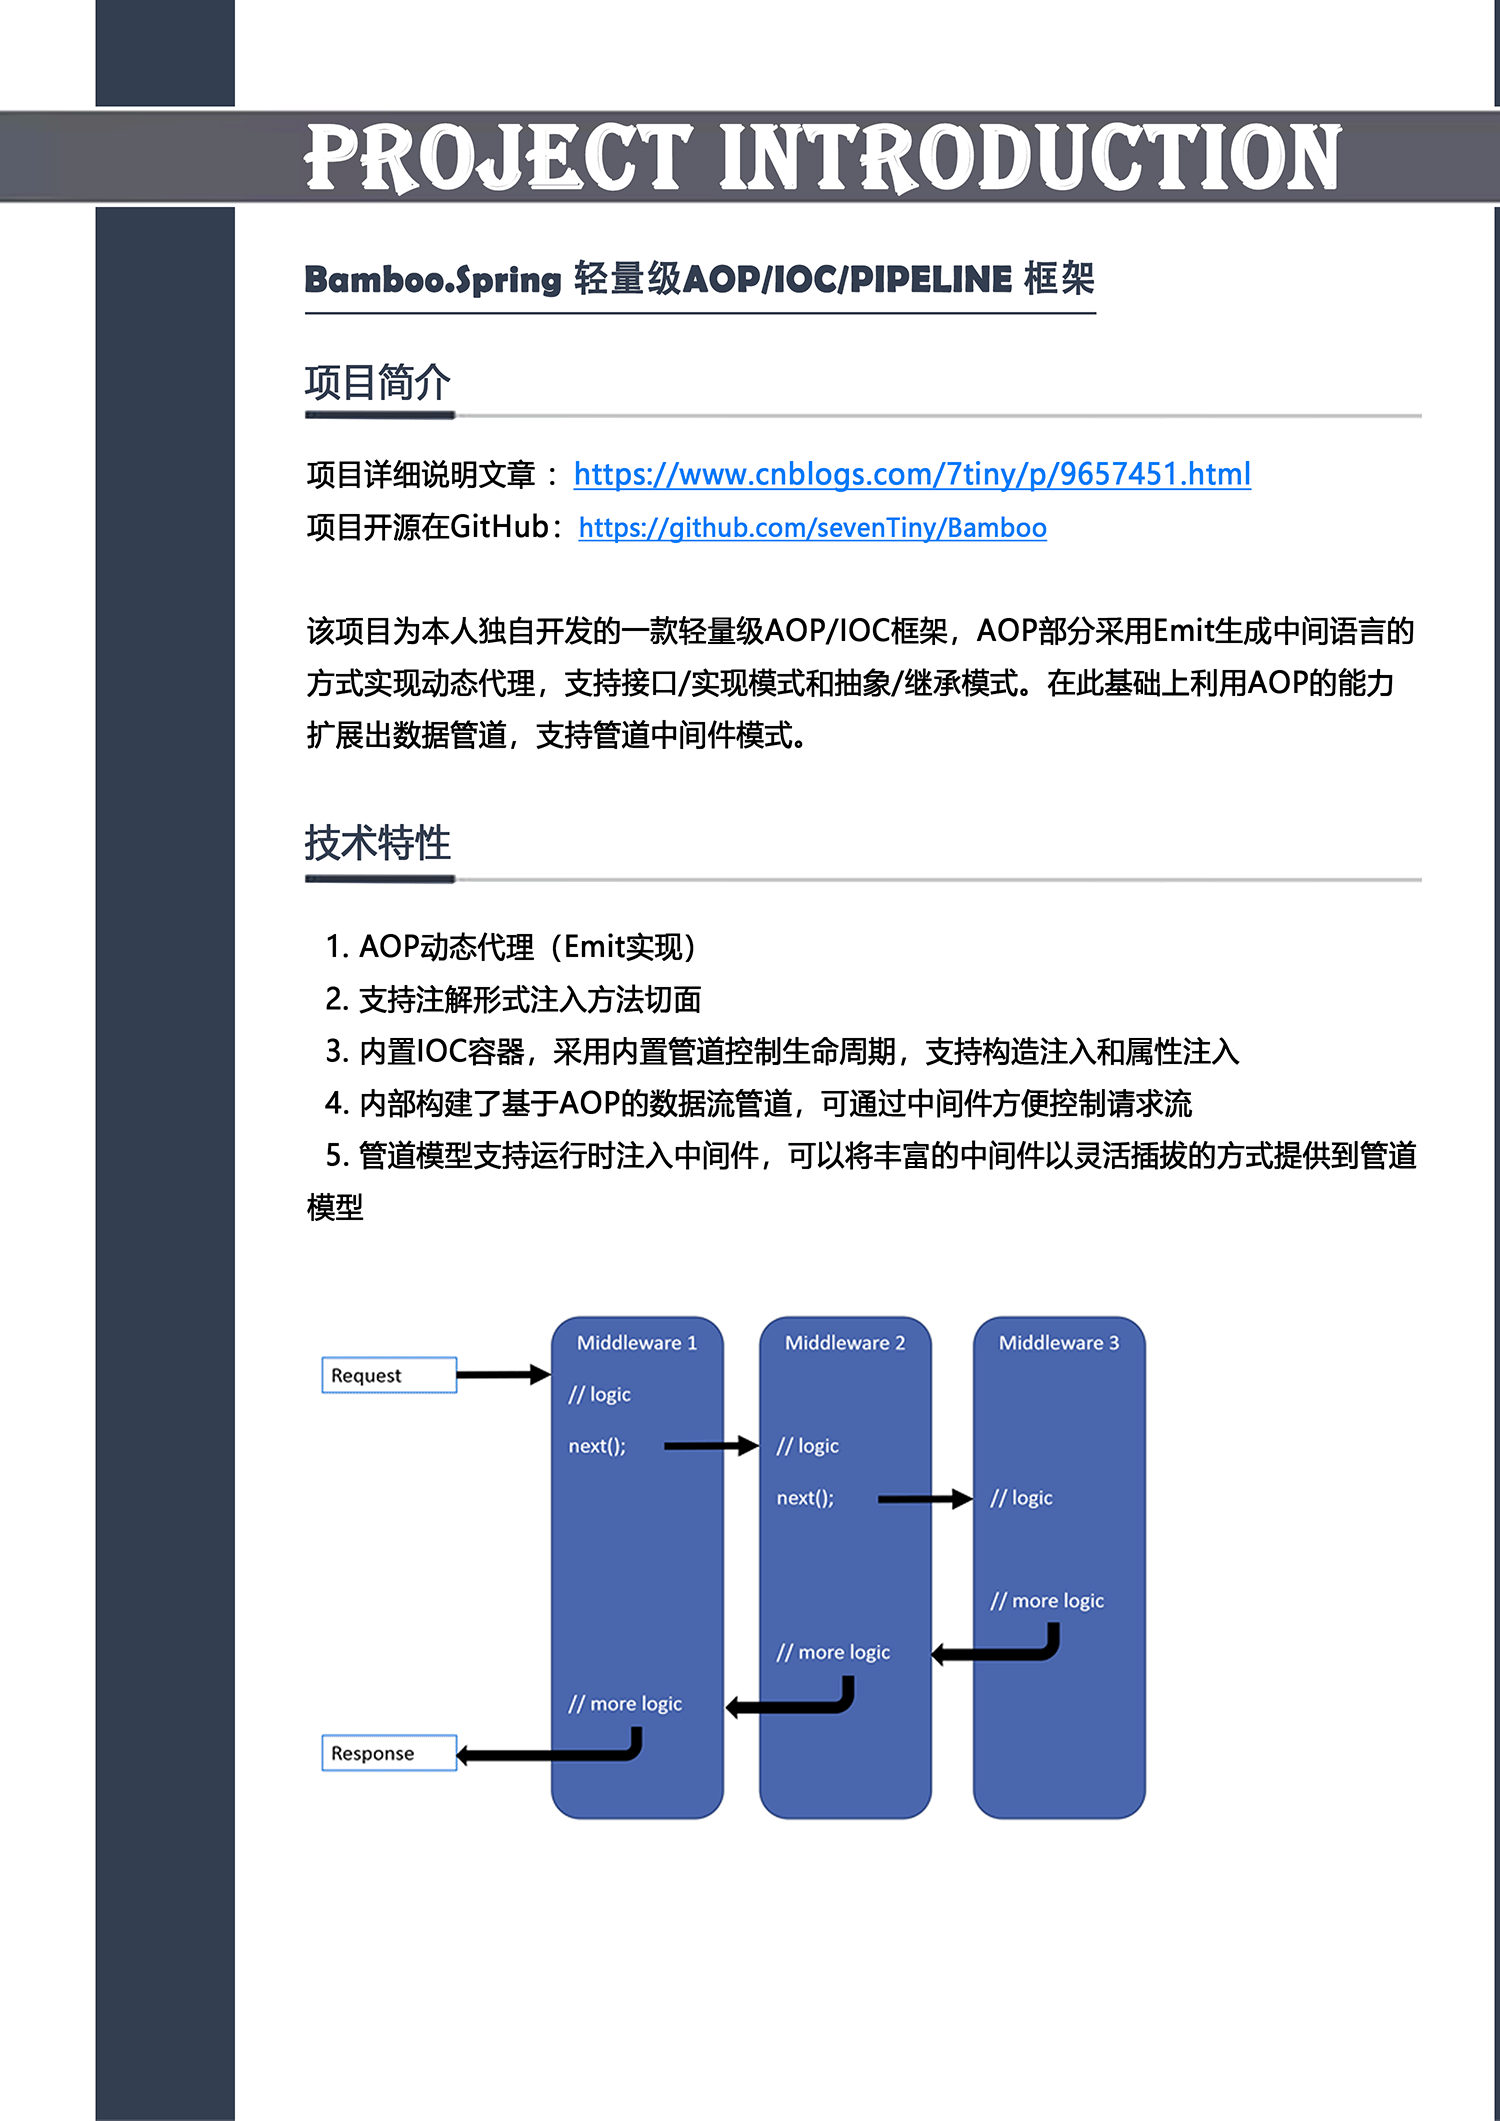 PROJECT INTRODUCTION
Bamboo.Spring 轻量级AOP/IOC/PIPELINE 框架
项目简介
项目详细说明文章 ：https://www.cnblogs.com/7tiny/p/9657451.html
项目开源在GitHub：https://github.com/sevenTiny/Bamboo
该项目为本人独自开发的一款轻量级AOP/IOC框架，AOP部分采用Emit生成中间语言的
方式实现动态代理，支持接口/实现模式和抽象/继承模式。在此基础上利用AOP的能力
扩展出数据管道，支持管道中间件模式。
技术特性
1. AOP动态代理（Emit实现）
2. 支持注解形式注入方法切面
3. 内置IOC容器，采用内置管道控制生命周期，支持构造注入和属性注入
4. 内部构建了基于AOP的数据流管道，可通过中间件方便控制请求流
5. 管道模型支持运行时注入中间件，可以将丰富的中间件以灵活插拔的方式提供到管道
模型
Middleware 1 Middleware 2 Middleware 3
Request
// logic
next(); // logic
next(); // logic
// more logic
// more logic
// more logic
Response